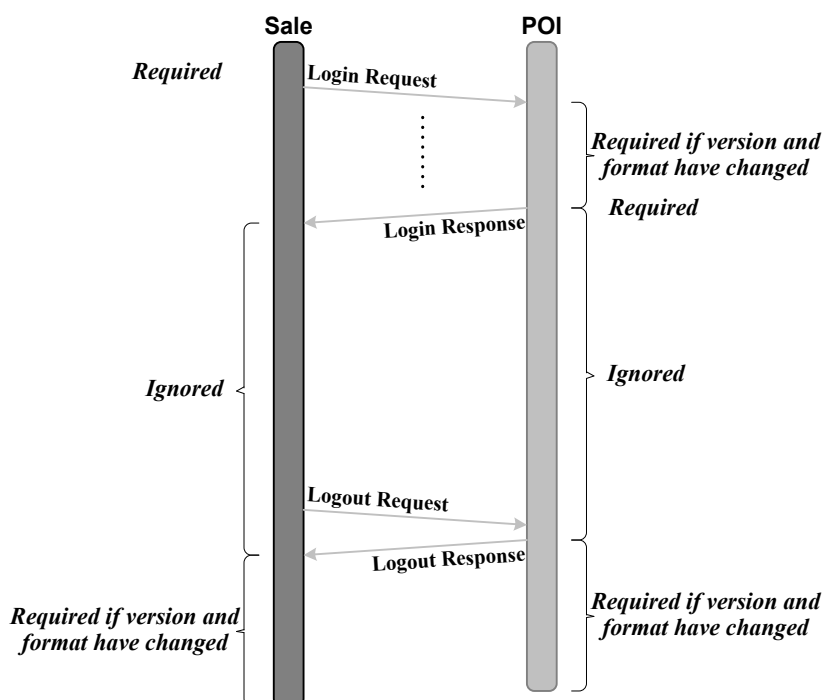 Sale
POI
Required
Login Request
Required if version and
format have changed
Required
Login Response
Ignored
Ignored
Logout Request
Logout Response
Required if version and
format have changed
Required if version and
format have changed